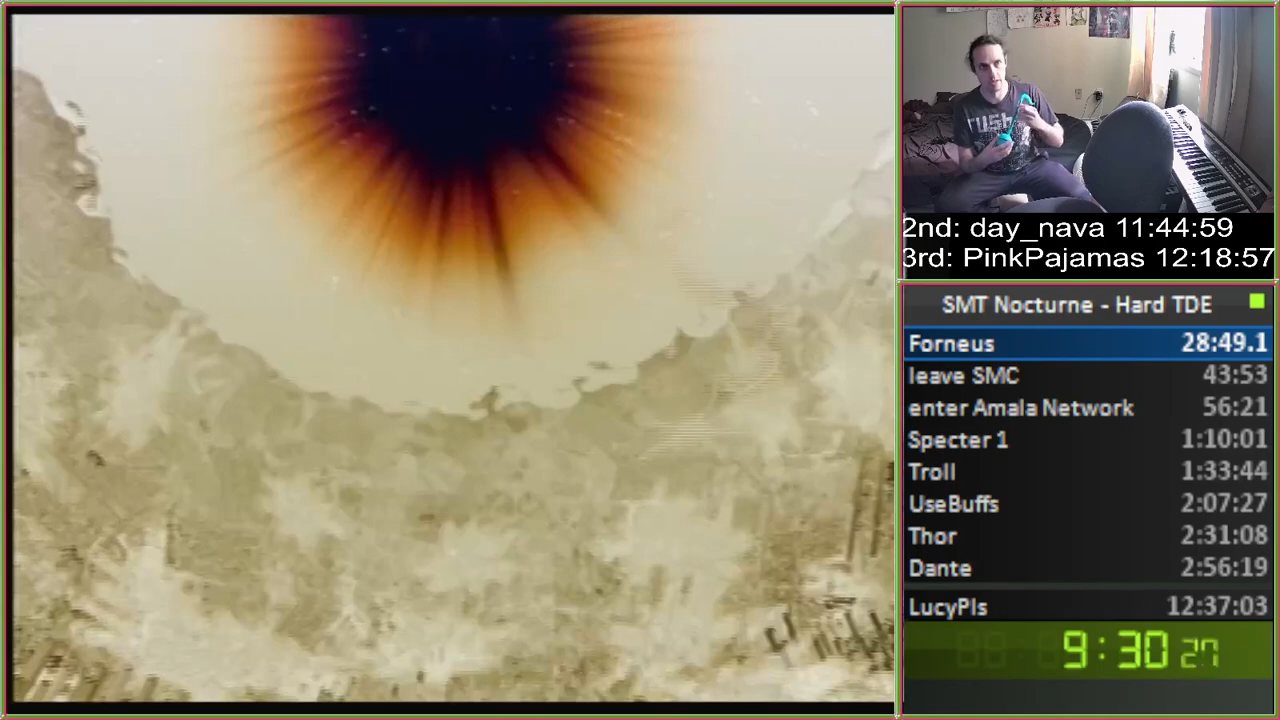 rush
2nd: day_nava 11:44:59
3rd: PinkPajamas 12:18:57
SMT Nocturne - Hard TDE
Forneus 28:49.1
leave SMC 43:53
enter Amala Network 56:21
Specter 1 1:10:01
Troll 1:33:44
UseBuffs 2:07:27
Thor 2:31:08
Dante 2:56:19
LucyPls 12:37:03
9:30 27